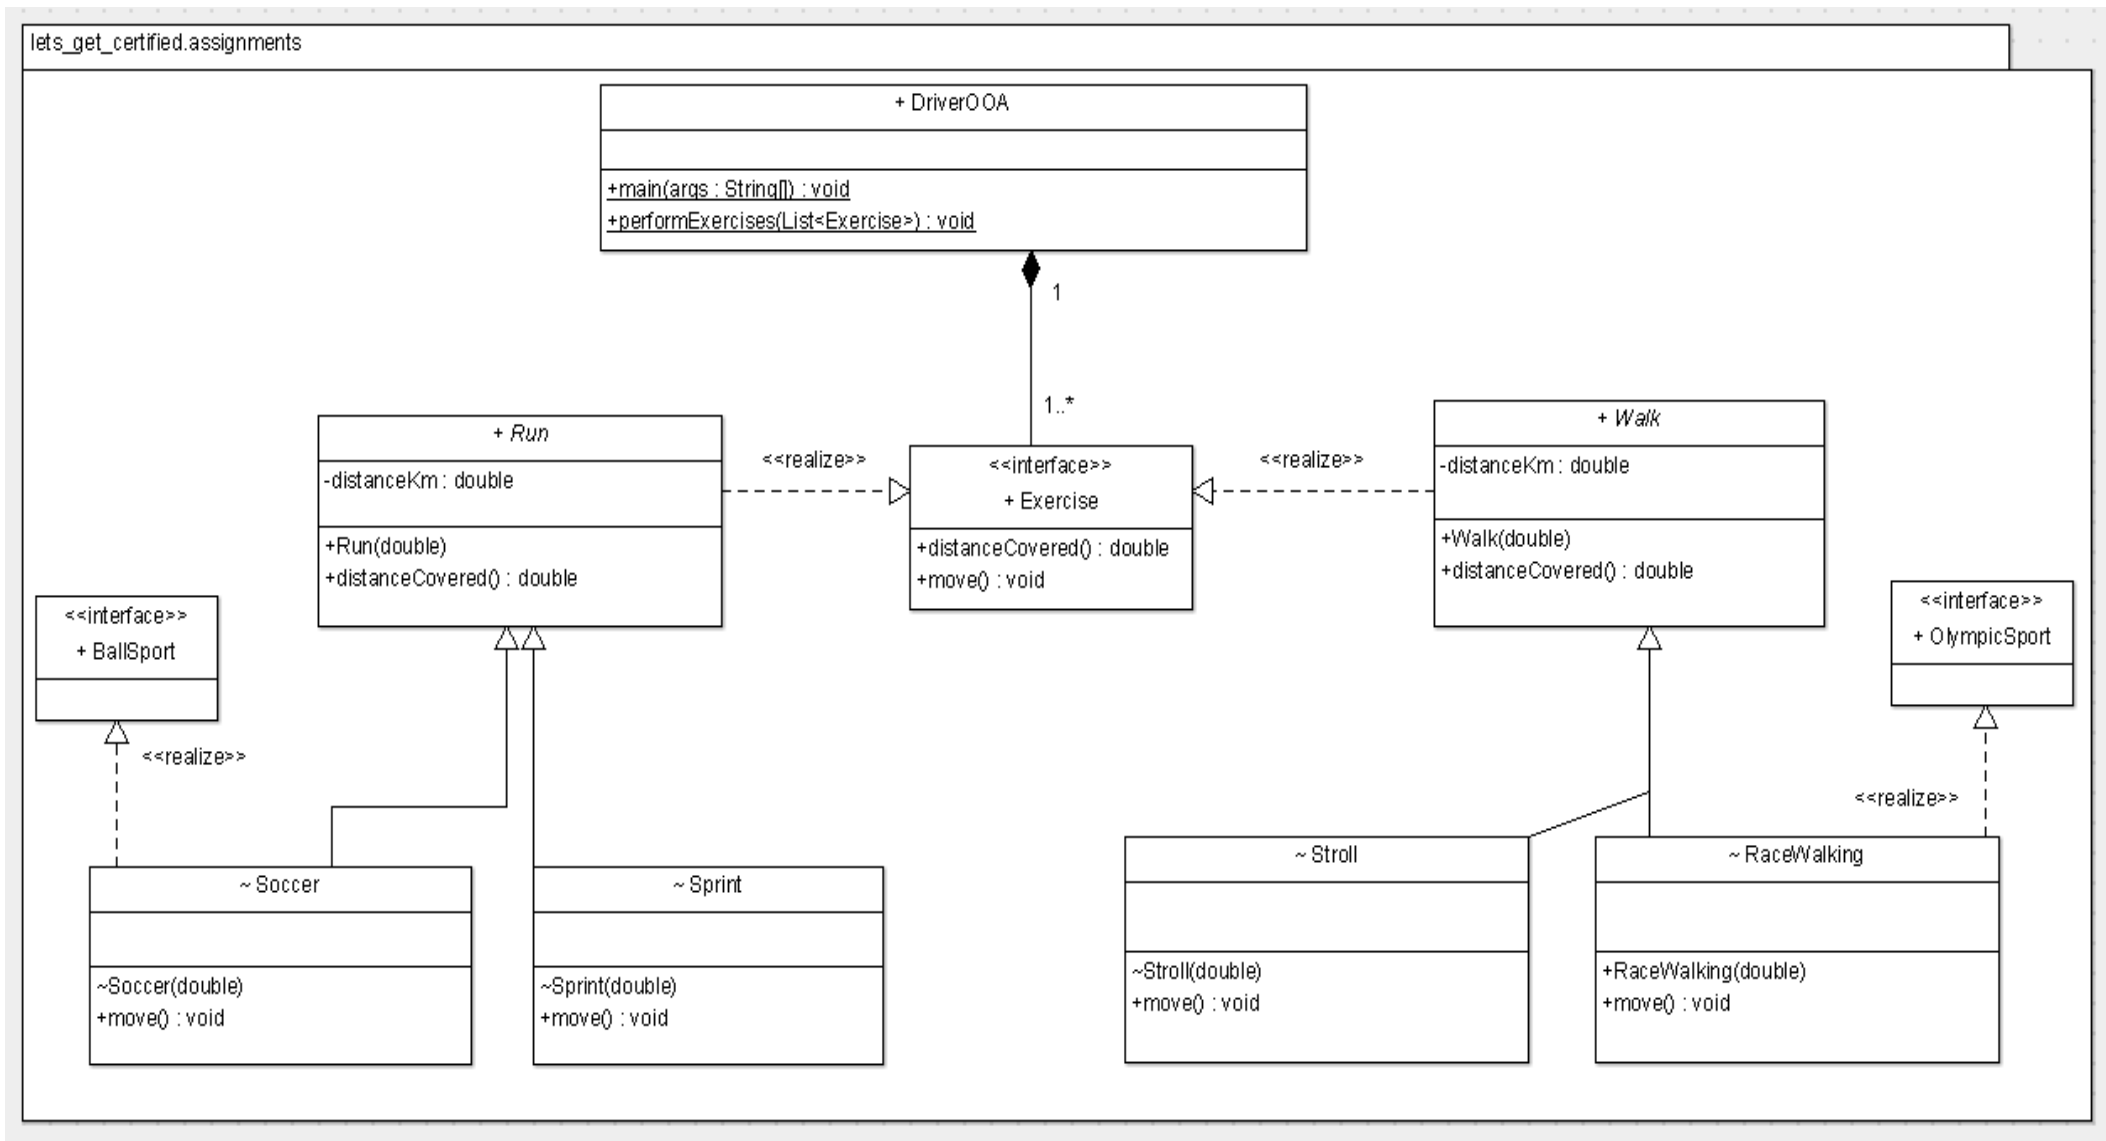 lets_get_certified.assignments
+ DriverOOA
+main(args : String[]) : void
+performExercises(List<Exercise>) : void
1
1..*
+ Run
-distanceKm : double
+Run(double)
+distanceCovered() : double
<<realize>>
<<interface>>
+ Exercise
+distanceCovered() : double
+move() : void
<<realize>>
+ Walk
-distanceKm : double
+Walk(double)
+distanceCovered() : double
<<interface>>
+ BallSport
<<realize>>
<<interface>>
+ OlympicSport
<<realize>>
~ Soccer
~Soccer(double)
+move() : void
~ Sprint
~Sprint(double)
+move() : void
~ Stroll
~Stroll(double)
+move() : void
~ RaceWalking
+RaceWalking(double)
+move() : void